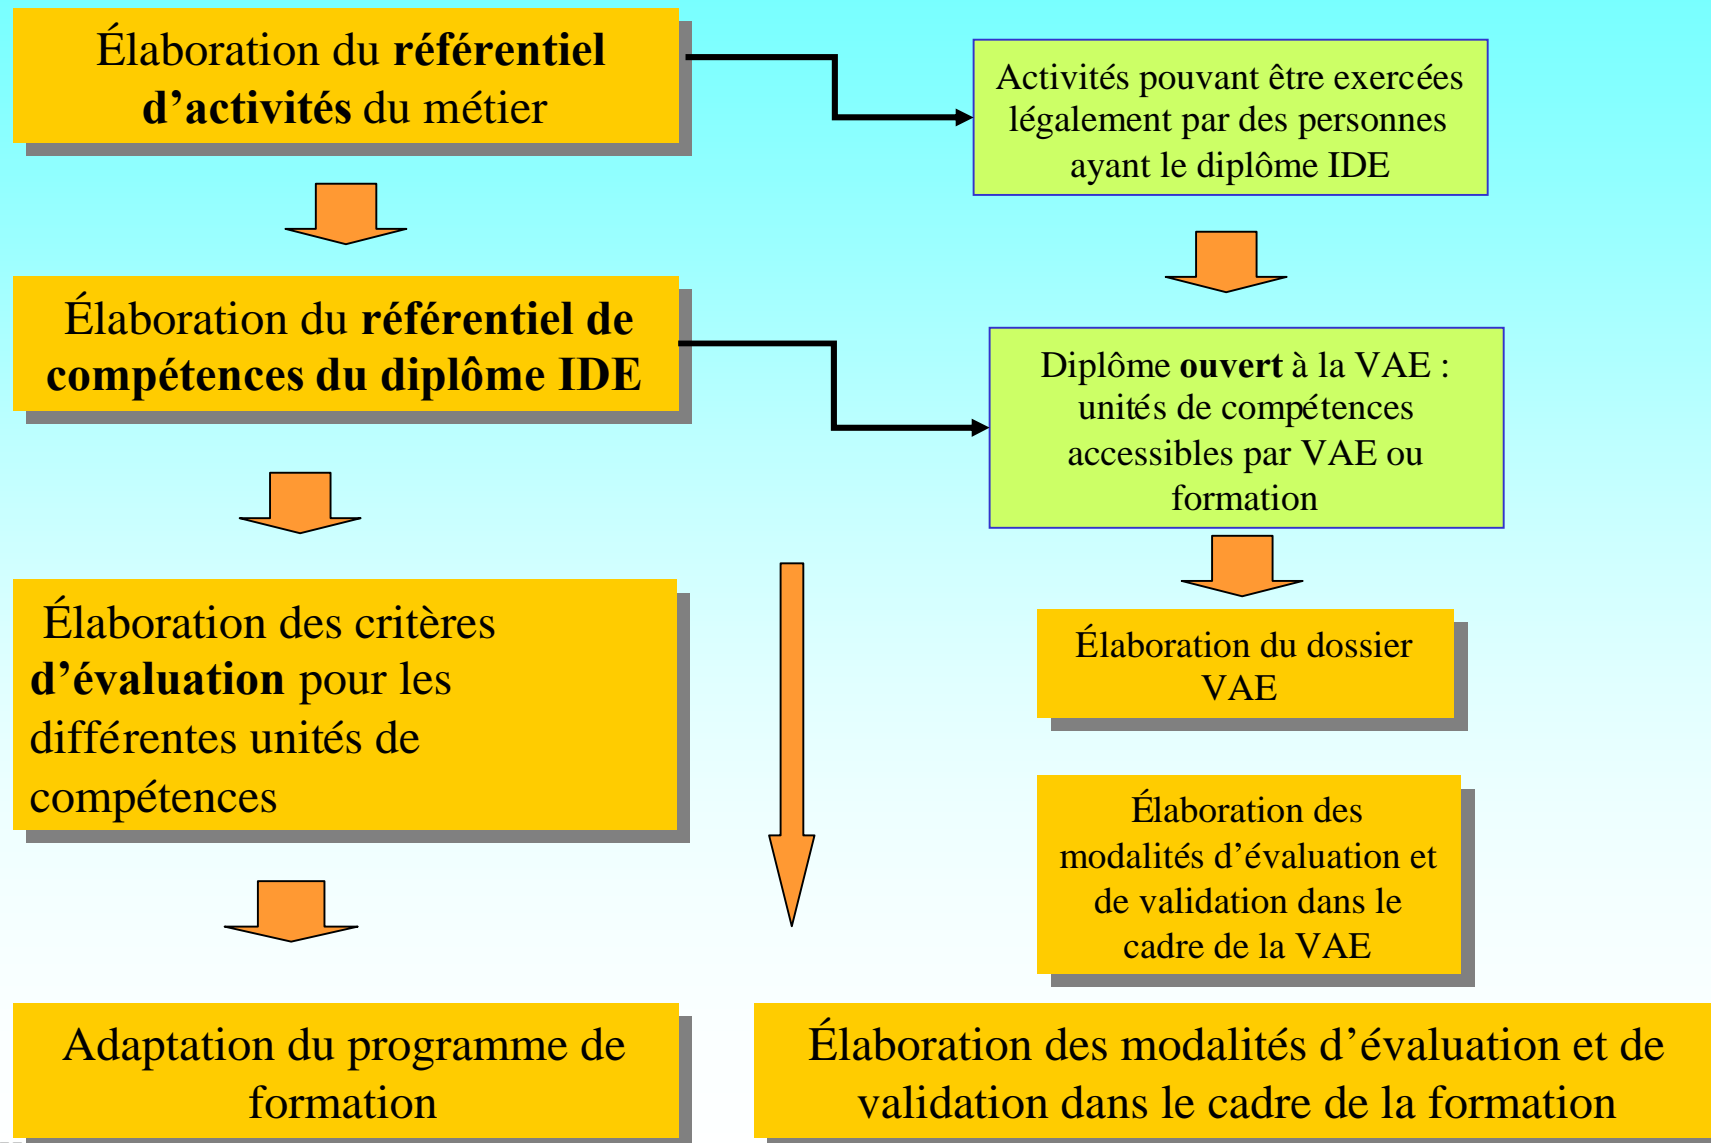 Élaboration du référentiel
d’activités du métier
Activités pouvant être exercées
légalement par des personnes
ayant le diplôme IDE
Élaboration du référentiel de
compétences du diplôme IDE
Diplôme ouvert à la VAE :
unités de compétences
accessibles par VAE ou
formation
Élaboration des critères
d’évaluation pour les
différentes unités de
compétences
Élaboration du dossier
VAE
Élaboration des
modalités d’évaluation et
de validation dans le
cadre de la VAE
Adaptation du programme de
formation
Élaboration des modalités d’évaluation et de
validation dans le cadre de la formation